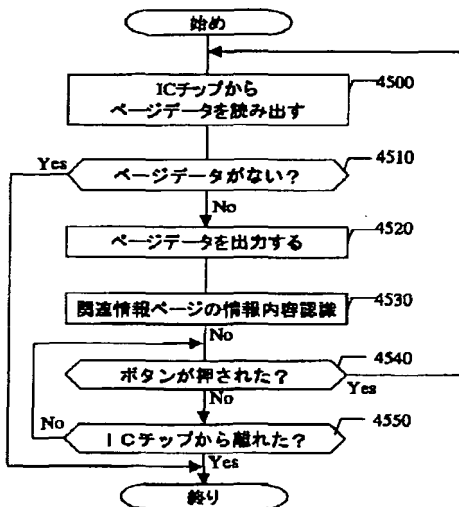 始め
ICチップから
ページデータを読み出す
4500
Yes
ページデータがない？
4510
No
ページデータを出力する
4520
関連情報ページの情報内容認識
4530
No
ボタンが押された？
4540
Yes
No
No
ＩＣチップから離れた？
4550
Yes
終り